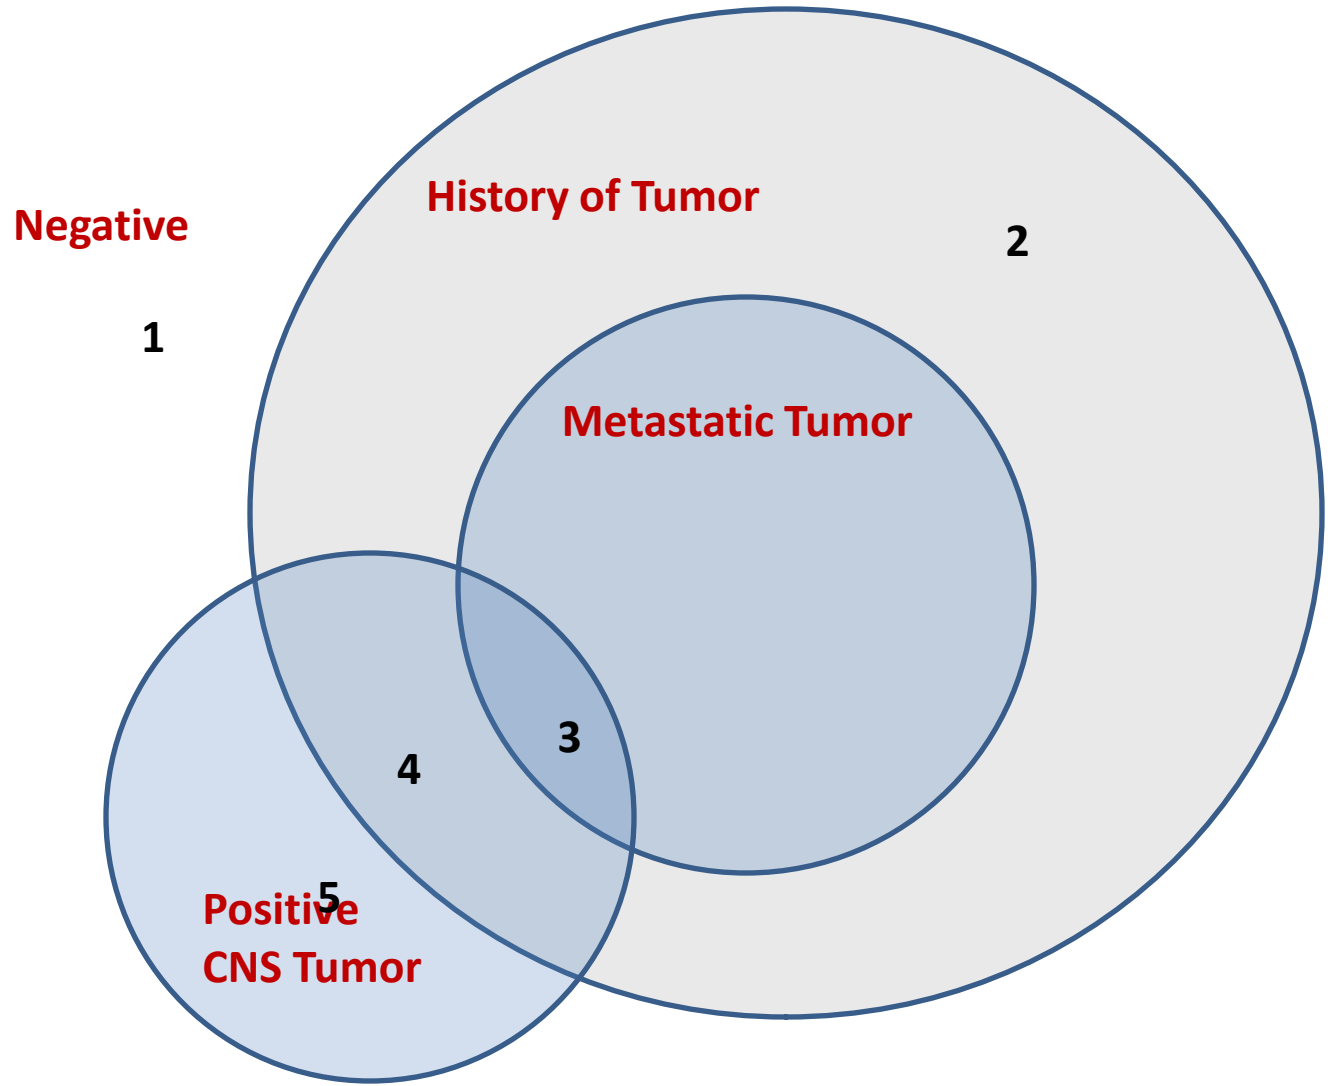 History of Tumor
Negative
2
1
Metastatic Tumor
3
4
5
Positive
CNS Tumor